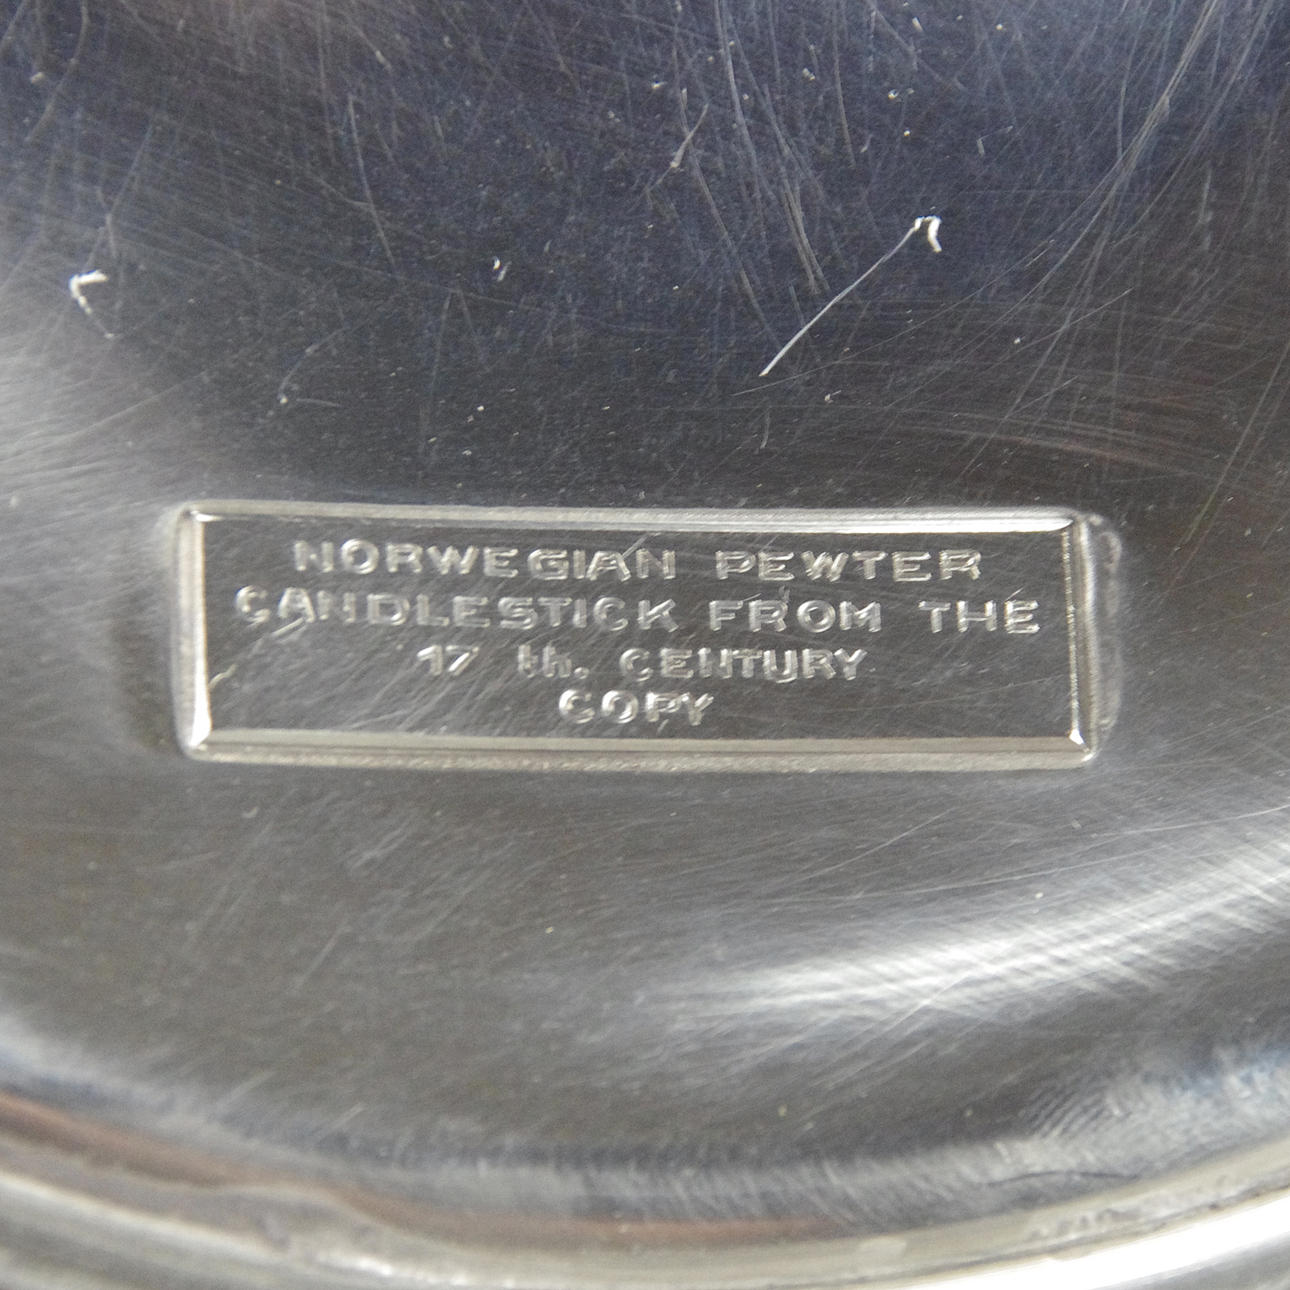 NORWEGIAN PEWTER
CANDLESTICK FROM THE
17 th. CENTURY
COPY